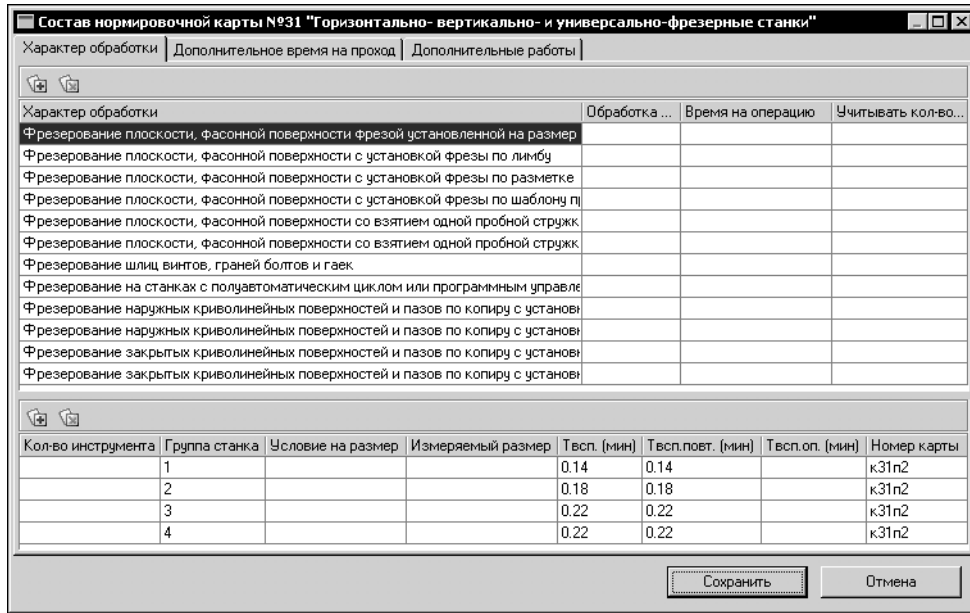 Состав нормировочной карты №31 "Горизонтально- вертикально- и универсально-фрезерные станки"
Характер обработки Дополнительное время на проход Дополнительные работы
Характер обработки Обработка ... Время на операцию Учитывать кол-во...
Фрезерование плоскости, фасонной поверхности фрезой установленной на размер
Фрезерование плоскости, фасонной поверхности с установкой фрезы по лимбу
Фрезерование плоскости, фасонной поверхности с установкой фрезы по разметке
Фрезерование плоскости, фасонной поверхности с установкой фрезы по шаблону
Фрезерование плоскости, фасонной поверхности со взятием одной пробной стружк
Фрезерование плоскости, фасонной поверхности со взятием одной пробной стружк
Фрезерование шлиц винтов, граней болтов и гаек
Фрезерование на станках с полуавтоматическим циклом или программным управле
Фрезерование наружных криволинейных поверхностей и пазов по копиру с установ
Фрезерование наружных криволинейных поверхностей и пазов по копиру с установ
Фрезерование закрытых криволинейных поверхностей и пазов по копиру с установ
Фрезерование закрытых криволинейных поверхностей и пазов по копиру с установ
Кол-во инструмента Группа станка Условие на размер Измеряемый размер Твсп. (мин) Твсп.повт. (мин) Твсп.оп. (мин) Номер карты
1 0.14 0.14 к31п2
2 0.18 0.18 к31п2
3 0.22 0.22 к31п2
4 0.22 0.22 к31п2
Сохранить Отмена